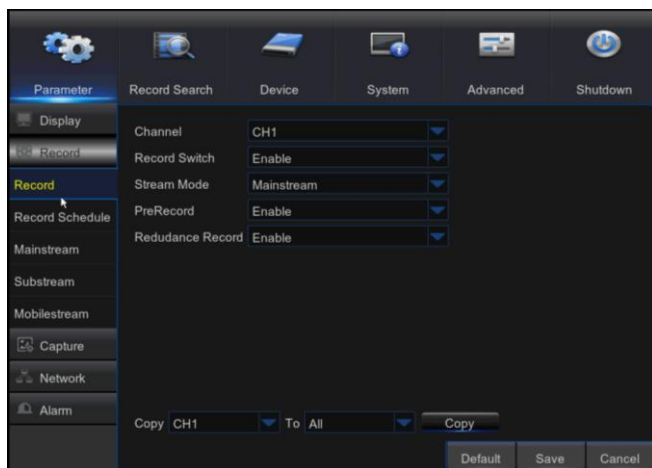 Parameter Record Search Device System Advanced Shutdown
Display
Record
Record
Record Schedule
Mainstream
Substream
Mobilestream
Capture
Network
Alarm
Channel CH1
Record Switch Enable
Stream Mode Mainstream
PreRecord Enable
Redudance Record Enable
Copy CH1 To All Copy
Default Save Cancel